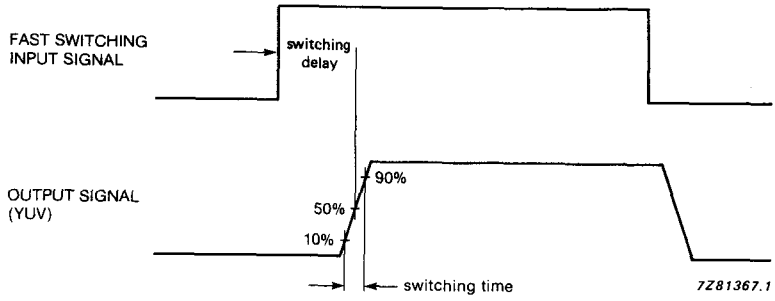 FAST SWITCHING
INPUT SIGNAL
switching
delay
OUTPUT SIGNAL
(YUV)
90%
50%
10%
switching time
7Z81367.1